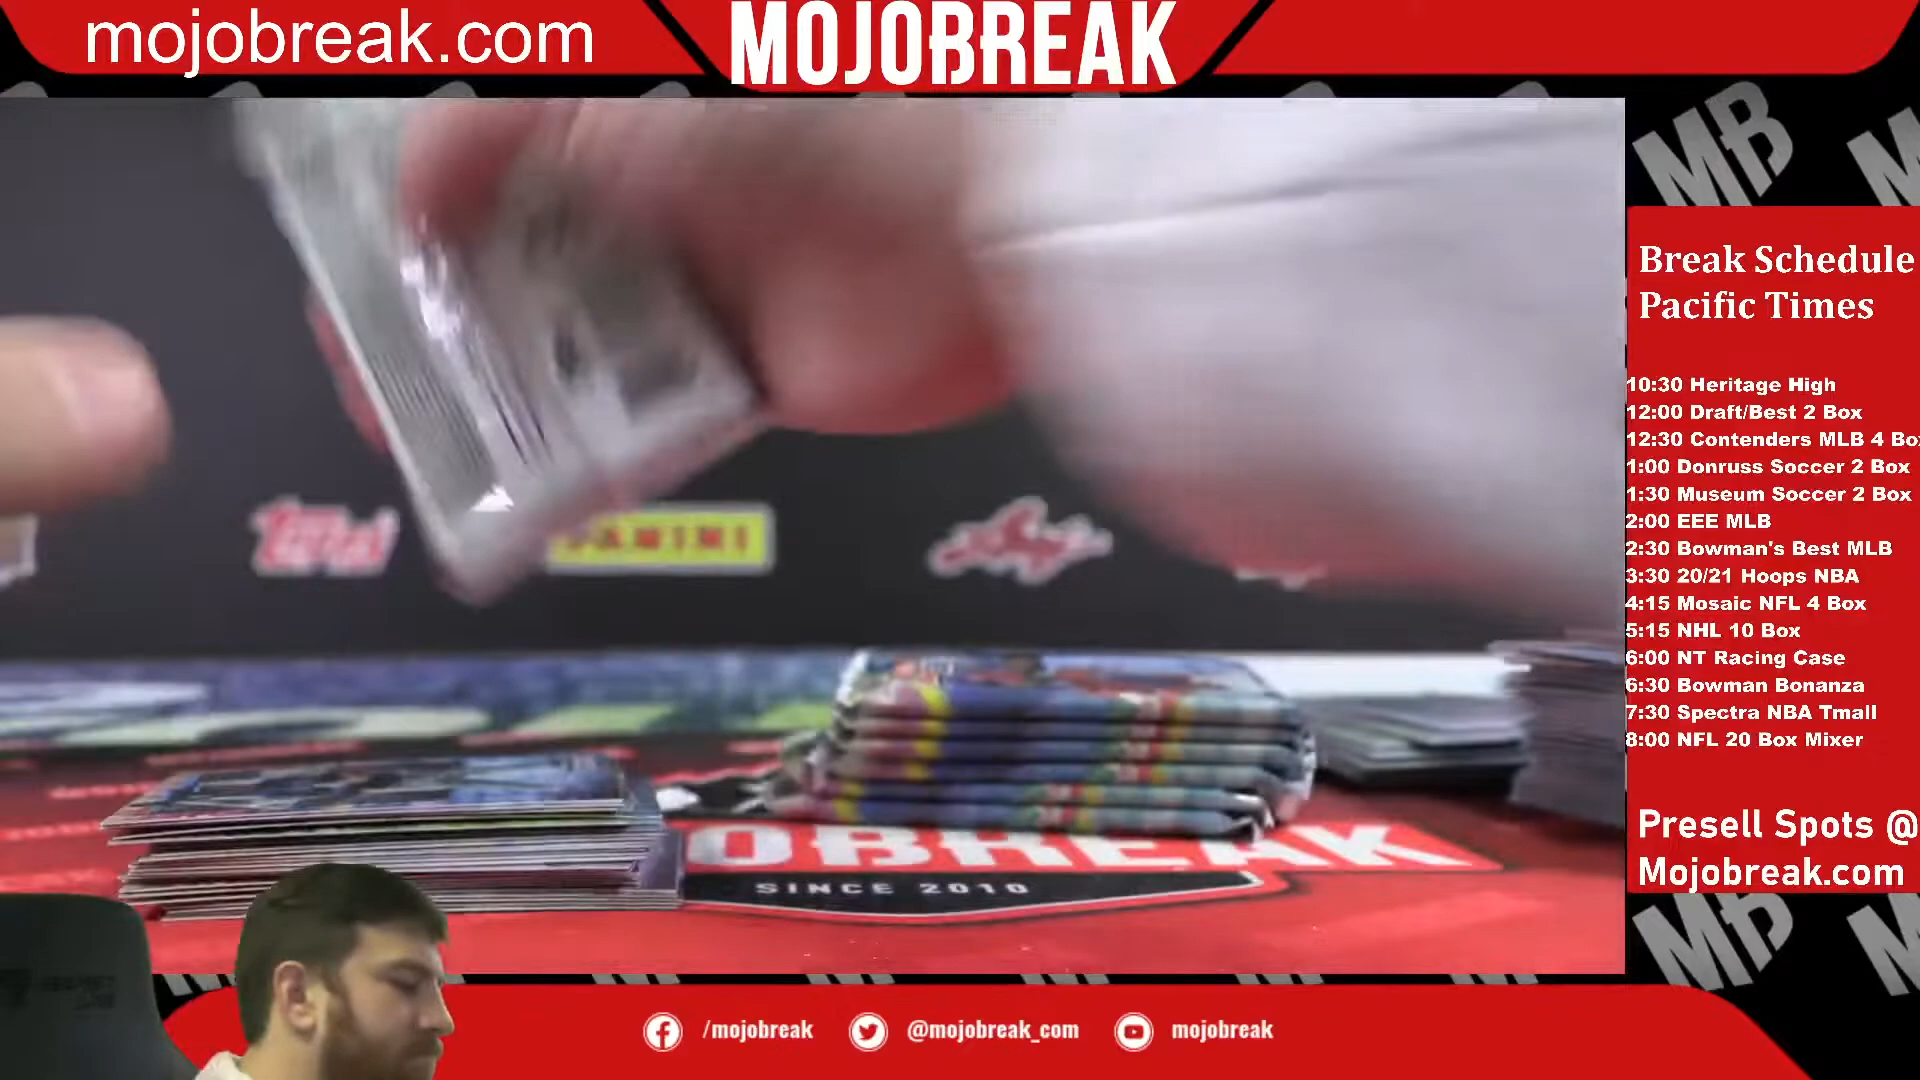 mojobreak.com
MOJOBREAK
Break Schedule
Pacific Times
10:30 Heritage High
12:00 Draft/Best 2 Box
12:30 Contenders MLB 4 Box
1:00 Donruss Soccer 2 Box
1:30 Museum Soccer 2 Box
2:00 EEE MLB
2:30 Bowman's Best MLB
3:30 20/21 Hoops NBA
4:15 Mosaic NFL 4 Box
5:15 NHL 10 Box
6:00 NT Racing Case
6:30 Bowman Bonanza
7:30 Spectra NBA Tmall
8:00 NFL 20 Box Mixer
Presell Spots @
Mojobreak.com
MB
MB
Topps
PANINI
Leaf
OBREAK
SINCE 2010
/mojobreak
@mojobreak_com
mojobreak